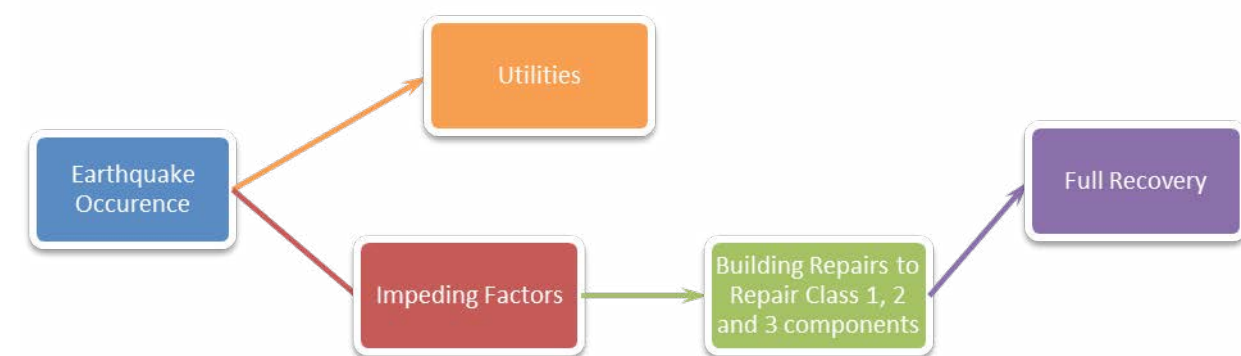 Utilities
Earthquake
Occurence
Full Recovery
Impeding Factors
Building Repairs to
Repair Class 1, 2
and 3 components